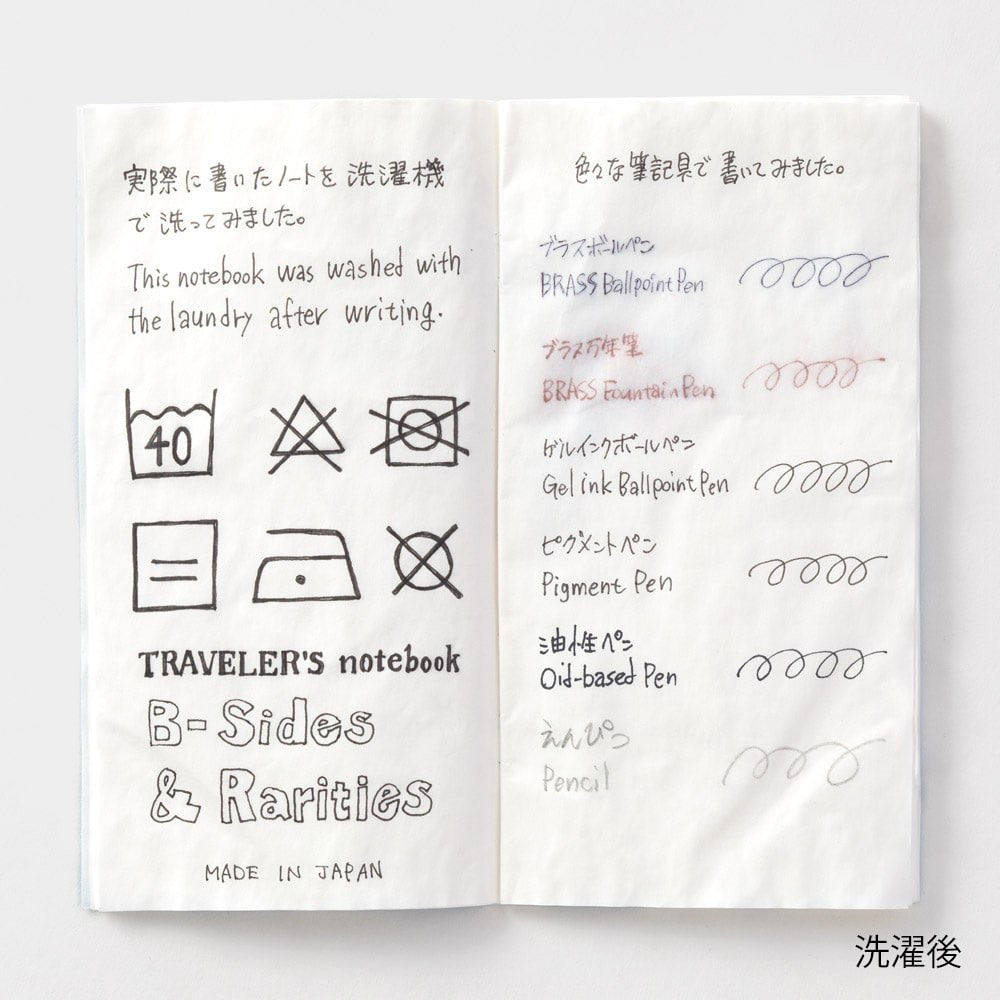 実際に書いたノートを洗濯機
で洗ってみました。
This notebook was washed with
the laundry after writing.
40
TRAVELER'S notebook
B-Sides
& Rarities
MADE IN JAPAN
色々な筆記具で書いてみました。
ブラスボールペン
BRASS Ballpoint Pen
ブラス万年筆
BRASS Fountain Pen
ゲルインクボールペン
Gel ink Ballpoint Pen
ピグメントペン
Pigment Pen
油性ペン
Oid-based Pen
えんぴつ
Pencil
洗濯後